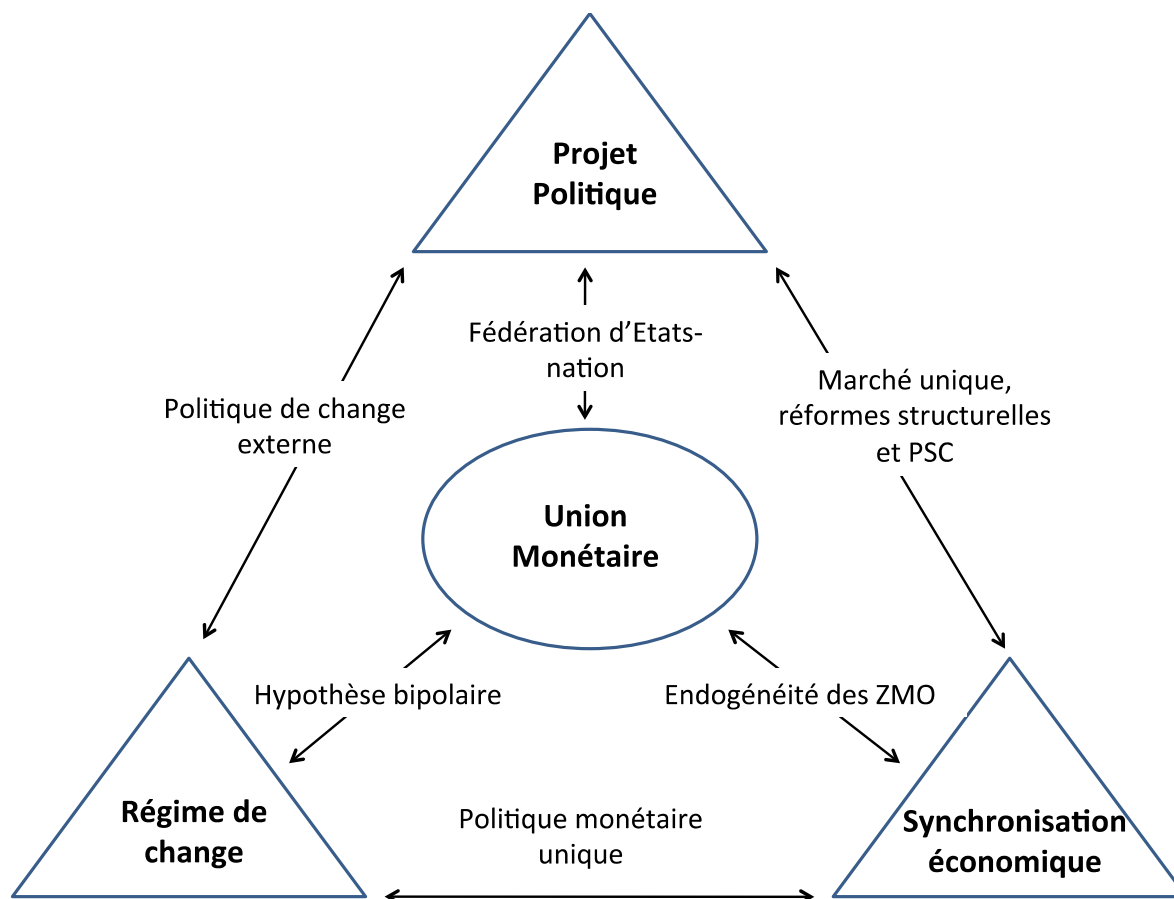 Projet
Politique
Fédération d'Etats-
nation
Marché unique,
réformes structurelles
et PSC
Politique de change
externe
Union
Monétaire
Hypothèse bipolaire
Endogénéité des ZMO
Régime de
change
Politique monétaire
unique
Synchronisation
économique